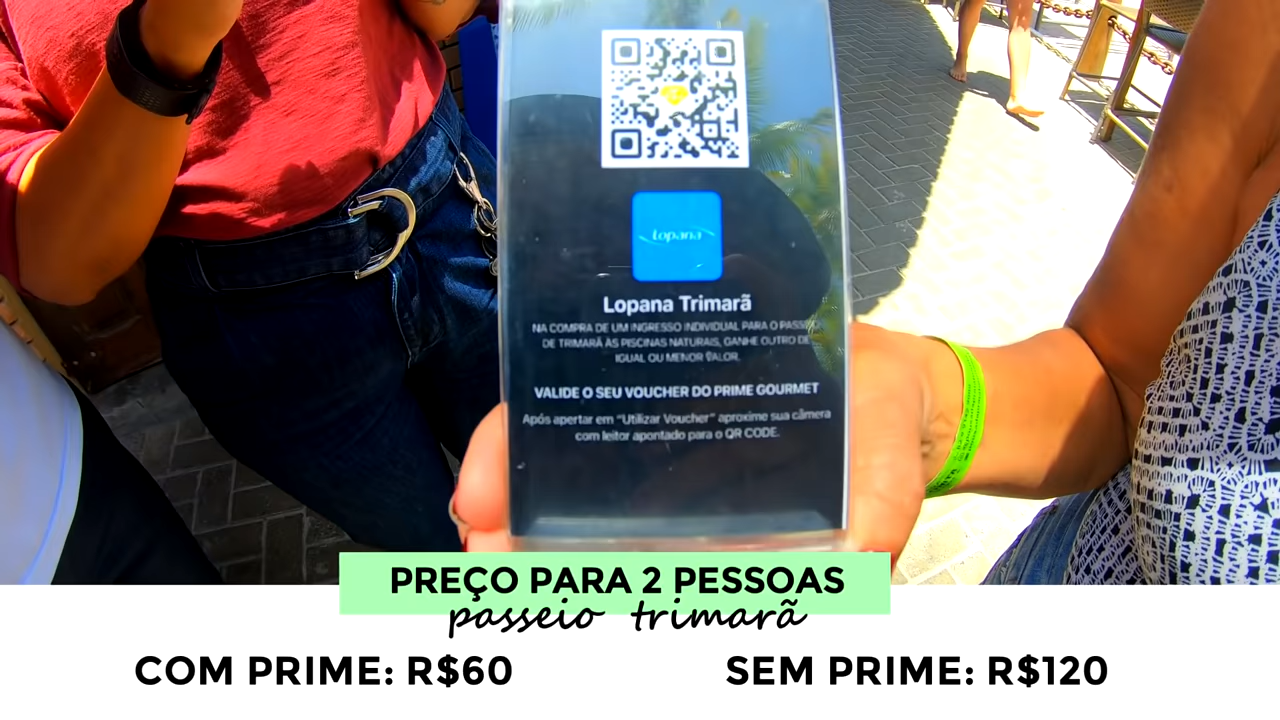 lopana
Lopana Trimarã
NA COMPRA DE UM INGRESSO INDIVIDUAL PARA O PASSEIO
DE TRIMARÃ ÀS PISCINAS NATURAIS, GANHE OUTRO DE
IGUAL OU MENOR VALOR.
VALIDE O SEU VOUCHER DO PRIME GOURMET
Após apertar em "Utilizar Voucher" aproxime sua câmera
com leitor apontado para o QR CODE.
PREÇO PARA 2 PESSOAS
passeio trimarã
COM PRIME: R$60
SEM PRIME: R$120